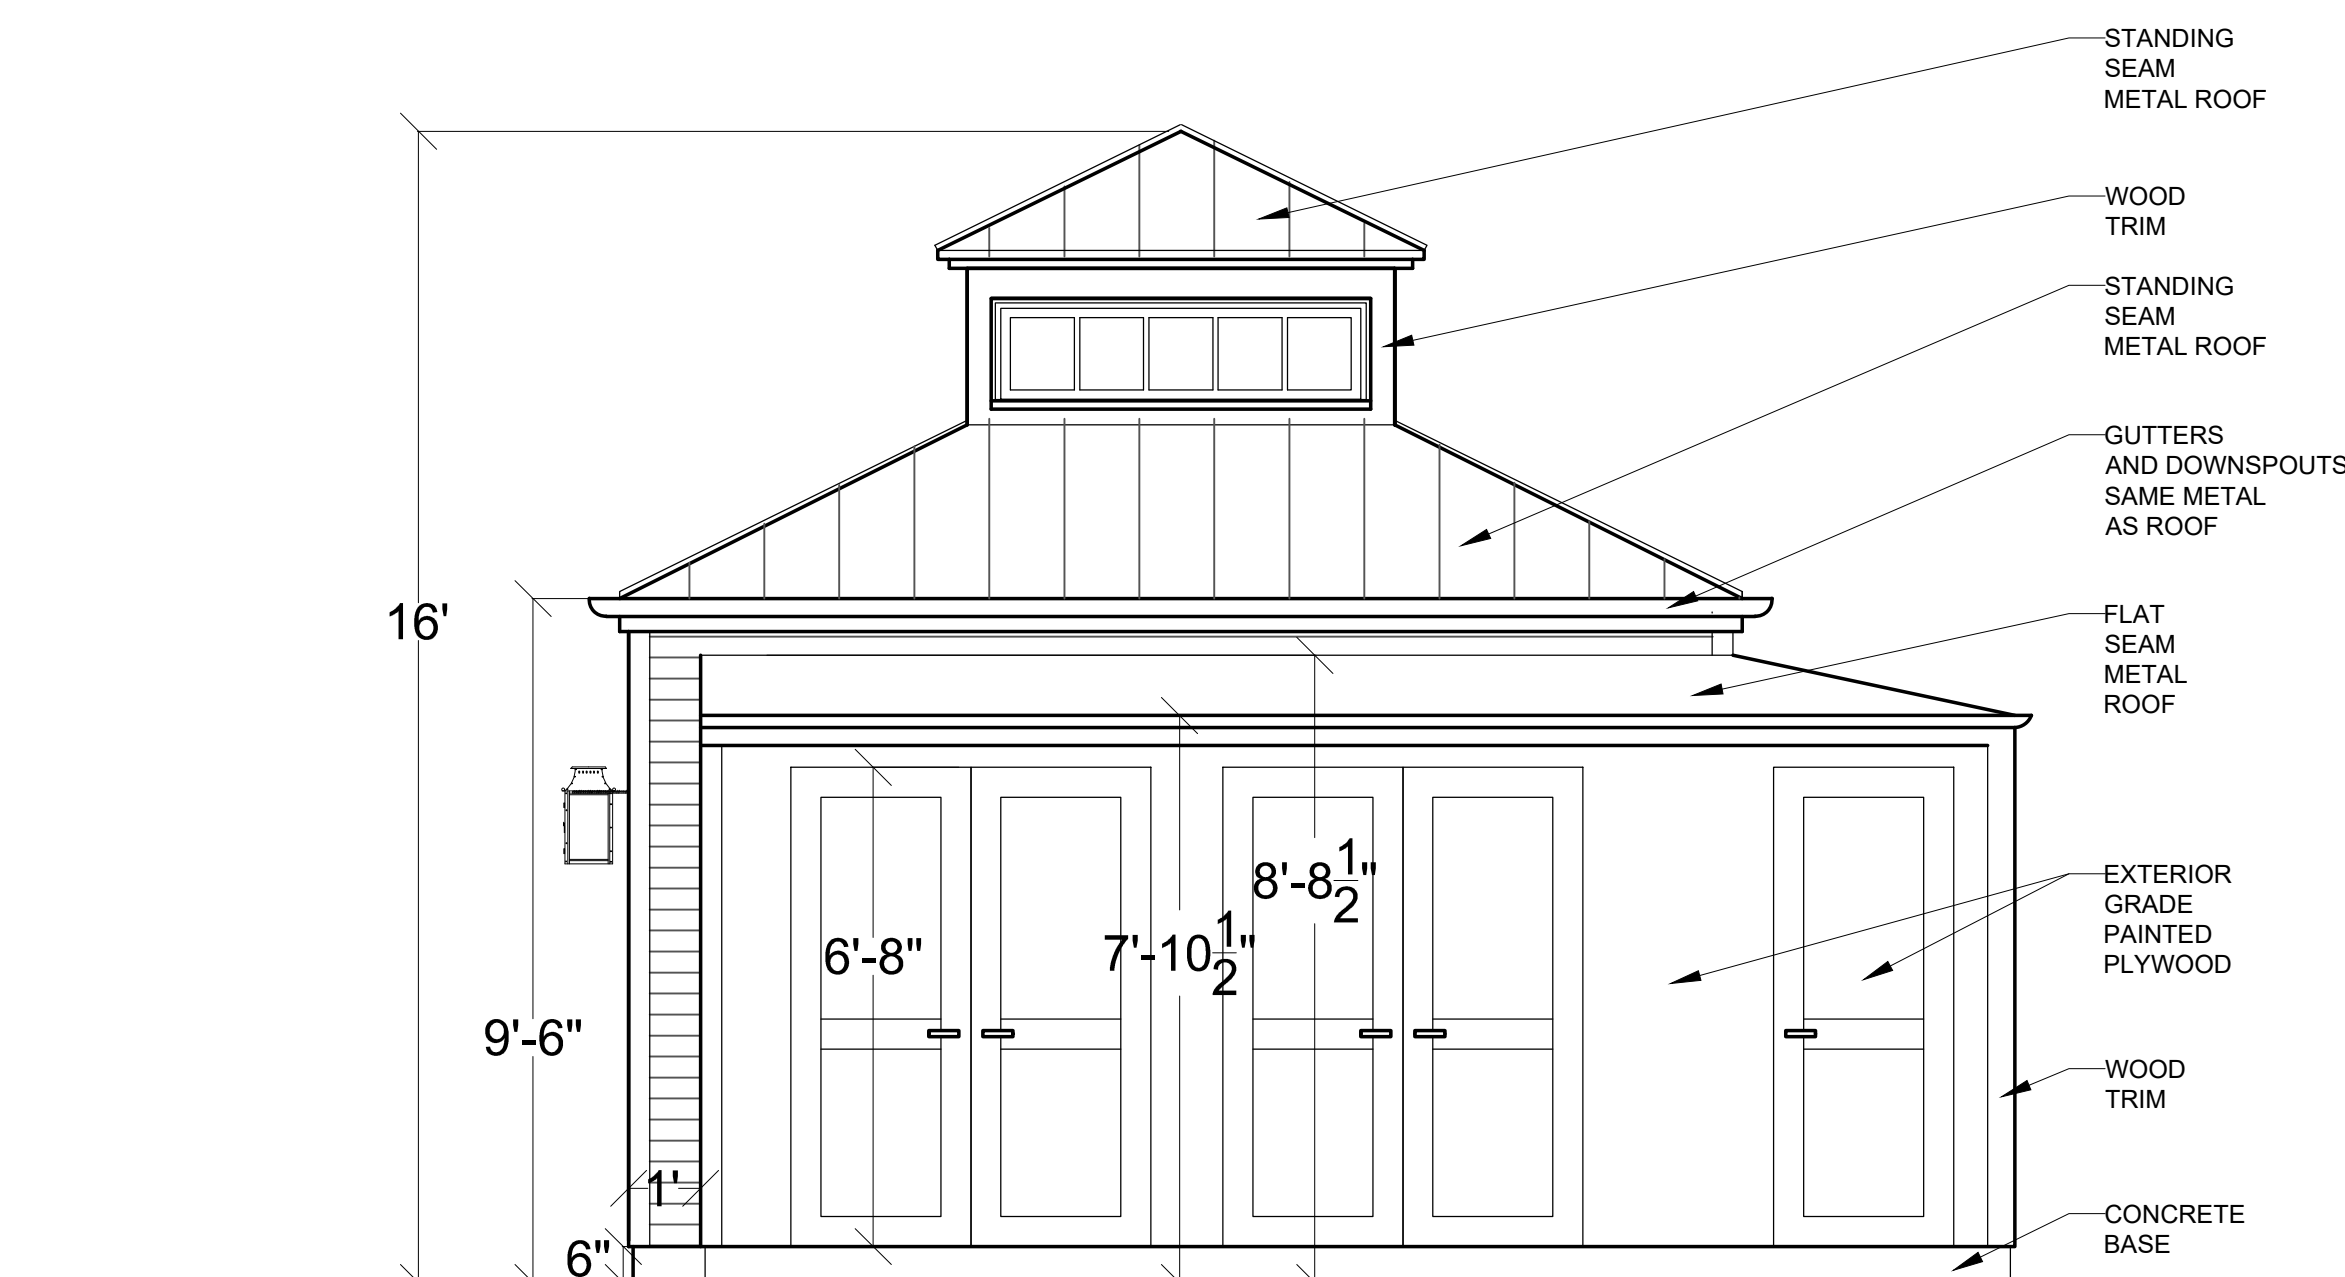 STANDING
SEAM
METAL ROOF
WOOD
TRIM
STANDING
SEAM
METAL ROOF
GUTTERS
AND DOWNSPOUTS
SAME METAL
AS ROOF
FLAT
SEAM
METAL
ROOF
EXTERIOR
GRADE
PAINTED
PLYWOOD
WOOD
TRIM
CONCRETE
BASE
16'
9'-6"
6'-8"
7'-10 1/2"
8'-8 1/2"
1'
6"